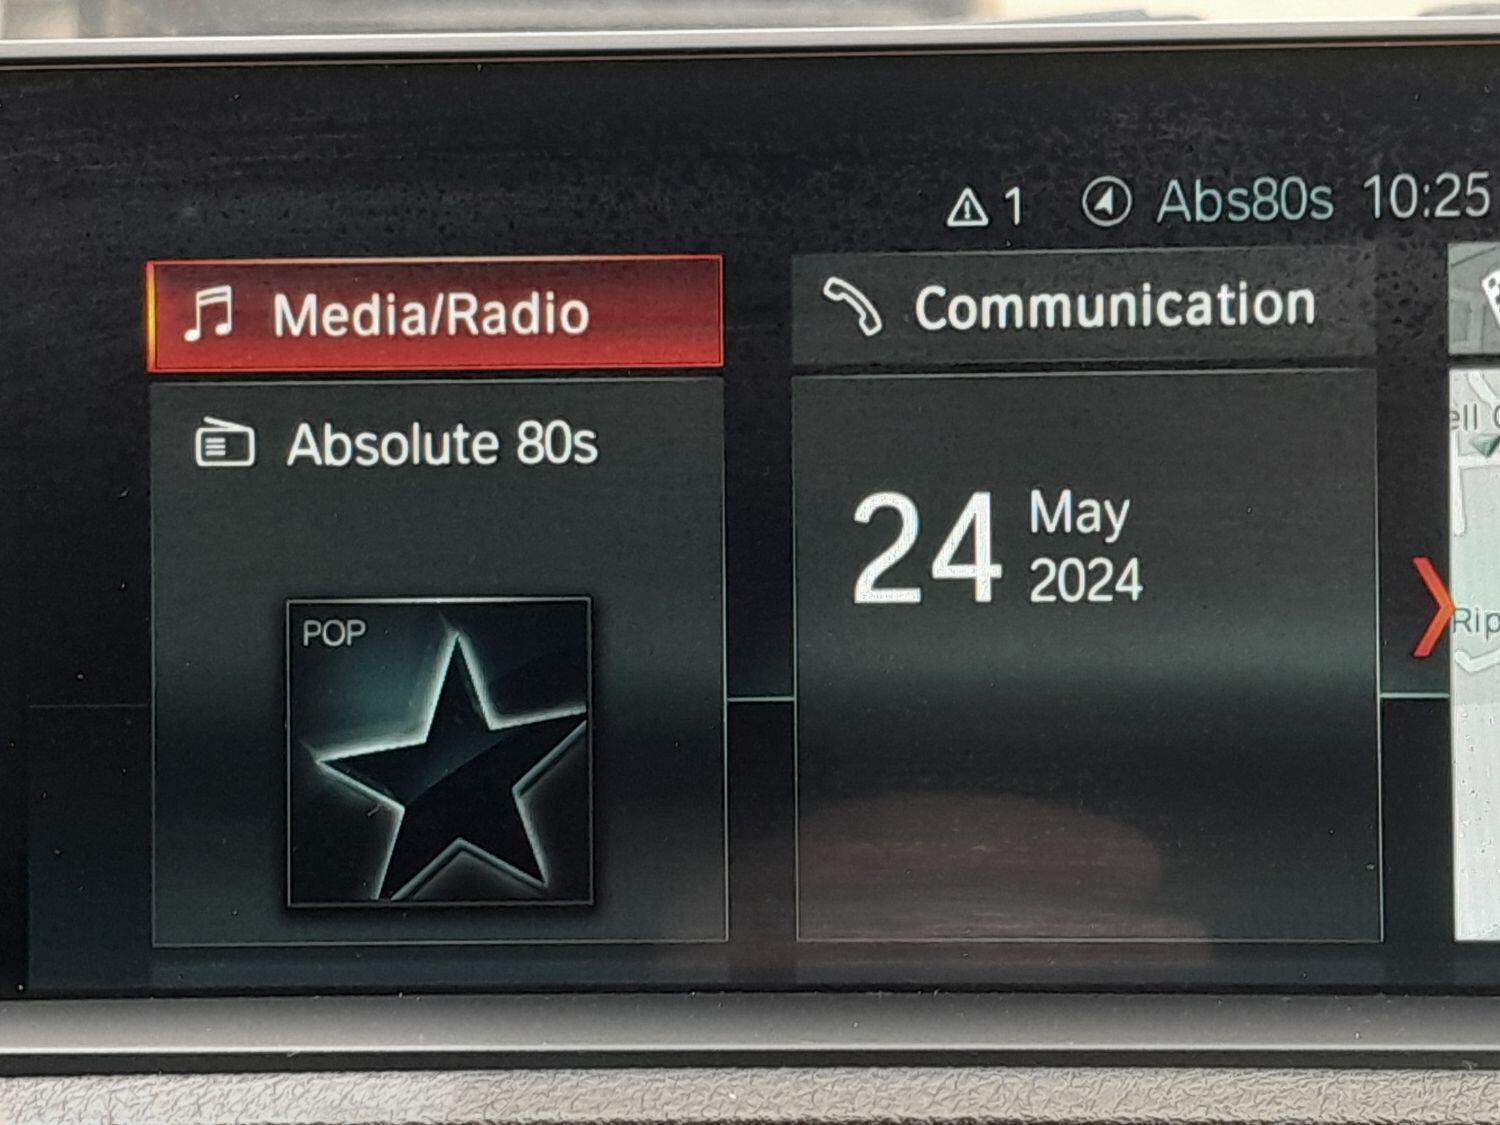 1 Abs80s 10:25
Media/Radio
Communication
Absolute 80s
24 May
2024
POP